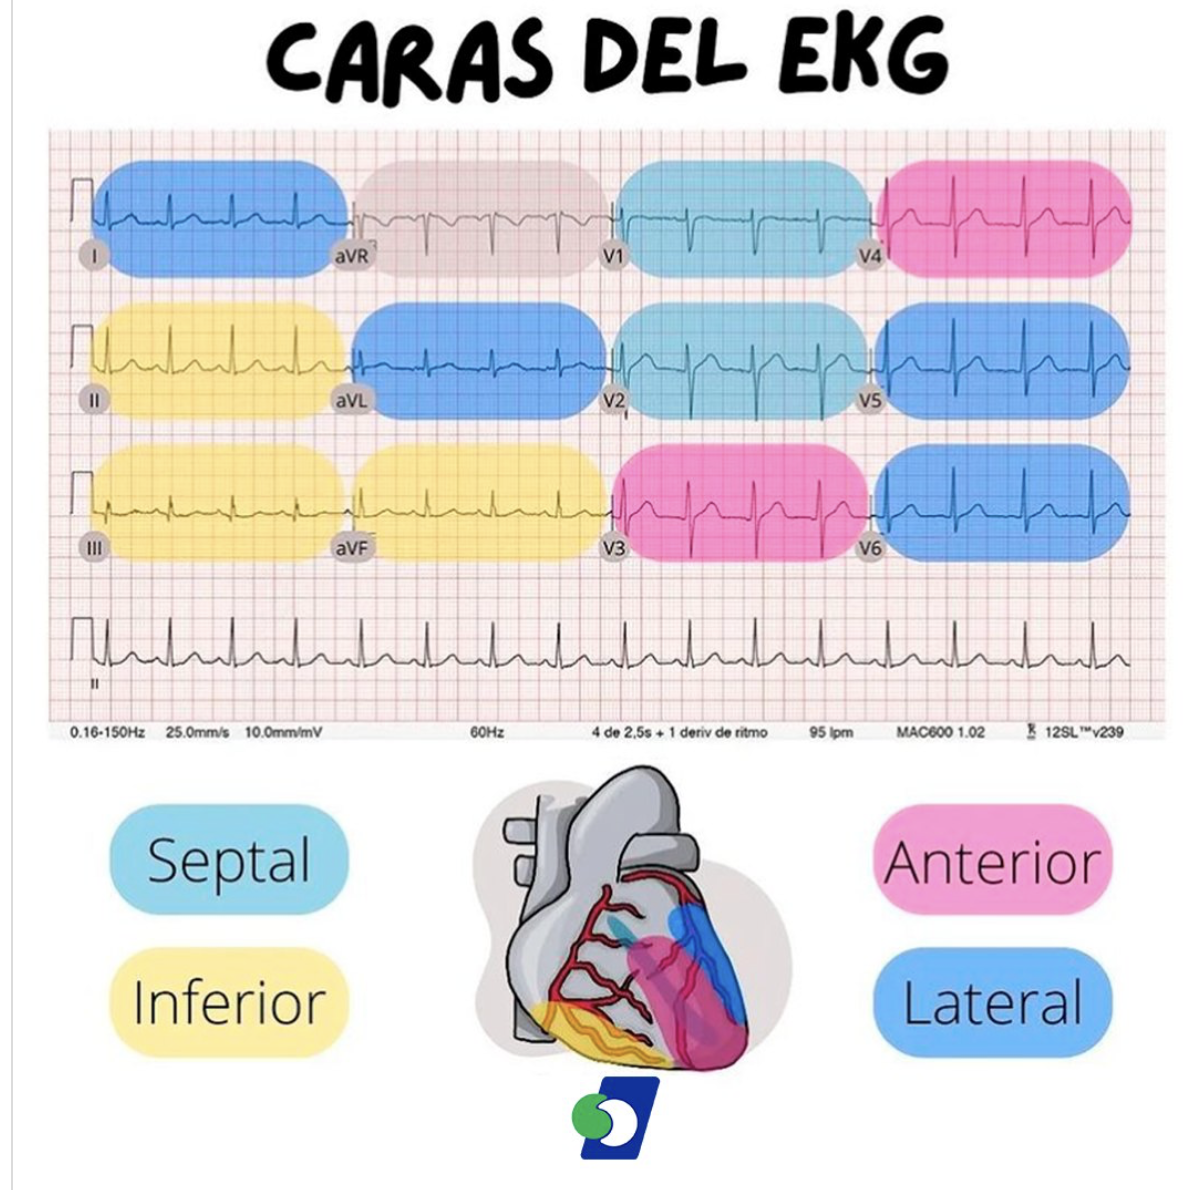 CARAS DEL EKG
I aVR V1 V4
II aVL V2 V5
III aVF V3 V6
II
0.16-150Hz 25.0mm/s 10.0mm/mV 60Hz 4 de 2,5s + 1 deriv de ritmo 95 lpm MAC600 1.02 12SL™v239
Septal
Anterior
Inferior
Lateral